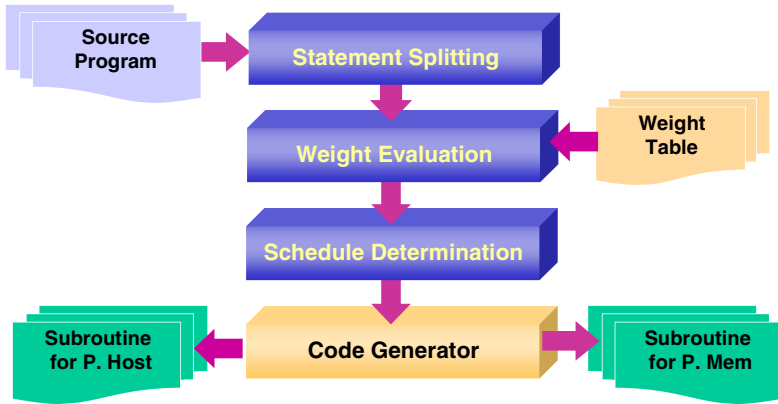 Source
Program
Statement Splitting
Weight Evaluation
Weight
Table
Schedule Determination
Subroutine
for P. Host
Code Generator
Subroutine
for P. Mem